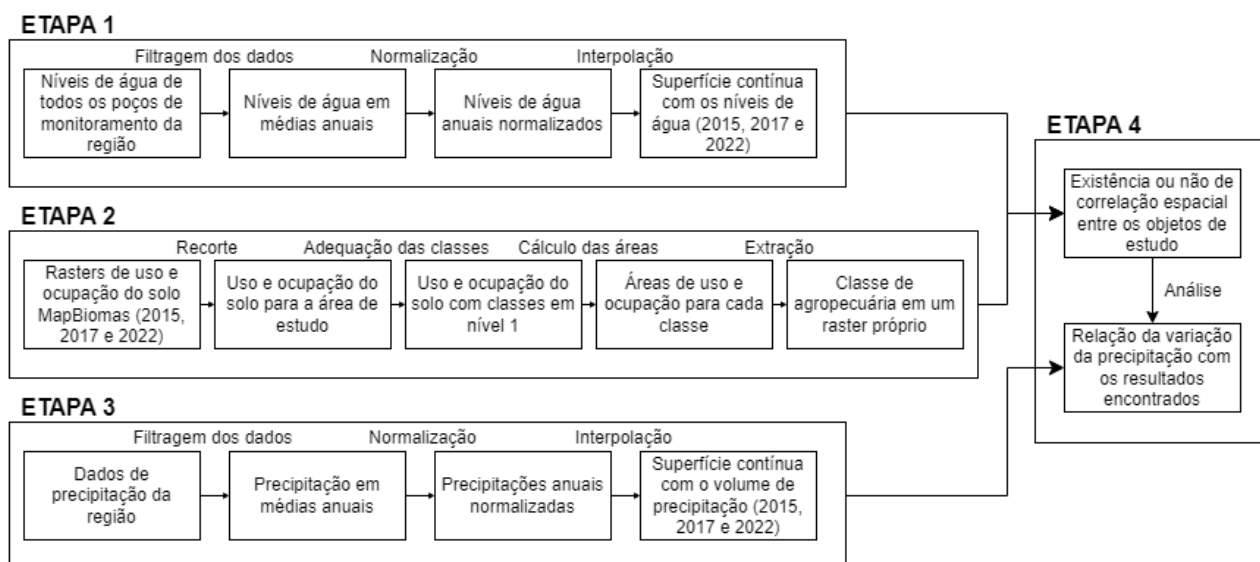 ETAPA 1
Filtragem dos dados
Normalização
Interpolação
Níveis de água de
todos os poços de
monitoramento da
região
Níveis de água em
médias anuais
Níveis de água
anuais normalizados
Superfície contínua
com os níveis de
água (2015, 2017 e
2022)
ETAPA 2
Recorte
Adequação das classes
Cálculo das áreas
Extração
Rasters de uso e
ocupação do solo
MapBiomas (2015,
2017 e 2022)
Uso e ocupação do
solo para a área de
estudo
Uso e ocupação do
solo com classes em
nível 1
Áreas de uso e
ocupação para cada
classe
Classe de
agropecuária em um
raster próprio
ETAPA 3
Filtragem dos dados
Normalização
Interpolação
Dados de
precipitação da
região
Precipitação em
médias anuais
Precipitações anuais
normalizadas
Superfície contínua
com o volume de
precipitação (2015,
2017 e 2022)
ETAPA 4
Existência ou não de
correlação espacial
entre os objetos de
estudo
Análise
Relação da variação
da precipitação com
os resultados
encontrados